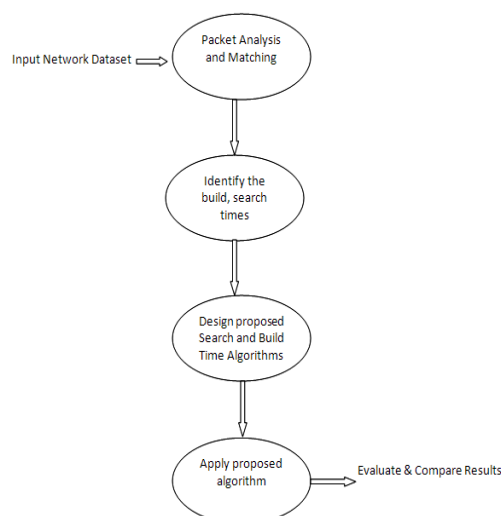 Packet Analysis
and Matching
Input Network Dataset
Identify the
build, search
times
Design proposed
Search and Build
Time Algorithms
Apply proposed
algorithm
Evaluate & Compare Results